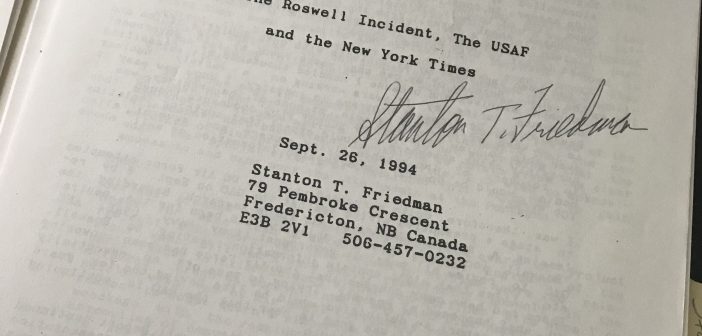 Roswell Incident, The USAF
and the New York Times
Stanton T. Friedman
Sept. 26, 1994
Stanton T. Friedman
79 Pembroke Crescent
Fredericton, NB Canada
E3B 2V1 506-457-0232